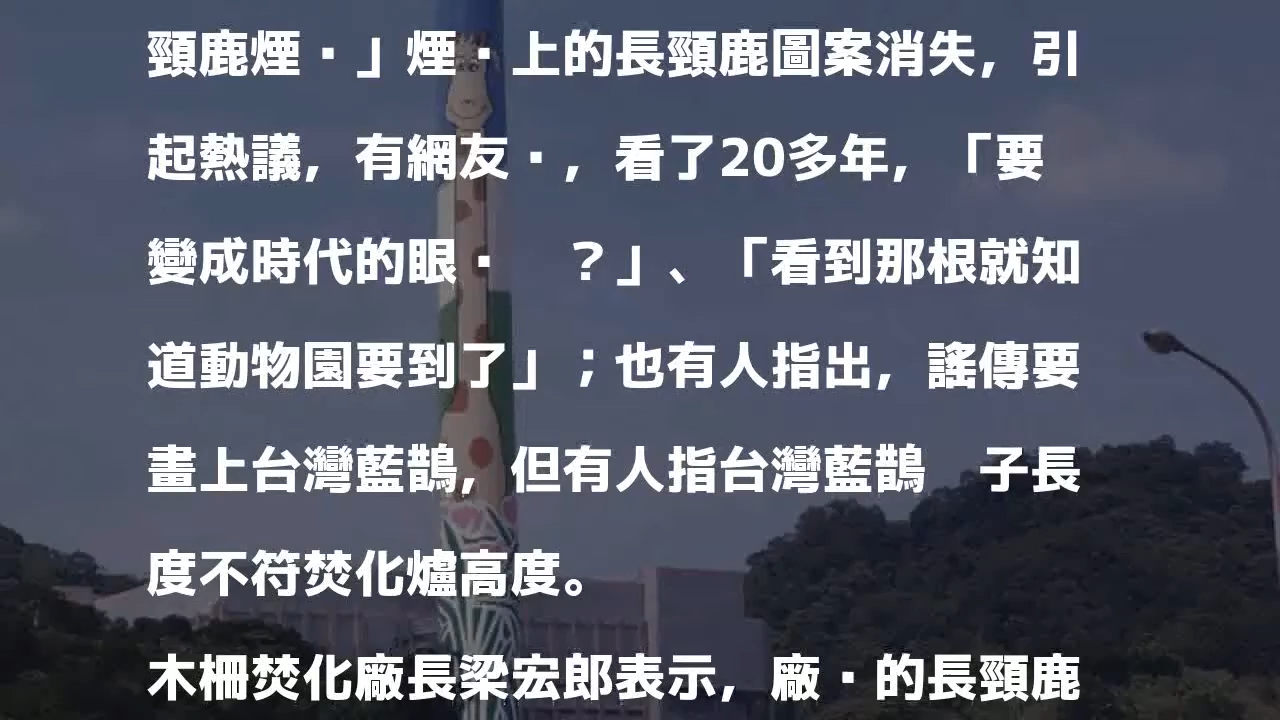 頸鹿煙▪」煙▪上的長頸鹿圖案消失，引
起熱議，有網友▪，看了20多年，「要
變成時代的眼▪　？」、「看到那根就知
道動物園要到了」；也有人指出，謠傳要
畫上台灣藍鵲，但有人指台灣藍鵲　子長
度不符焚化爐高度。
木柵焚化廠長梁宏郎表示，廠▪的長頸鹿